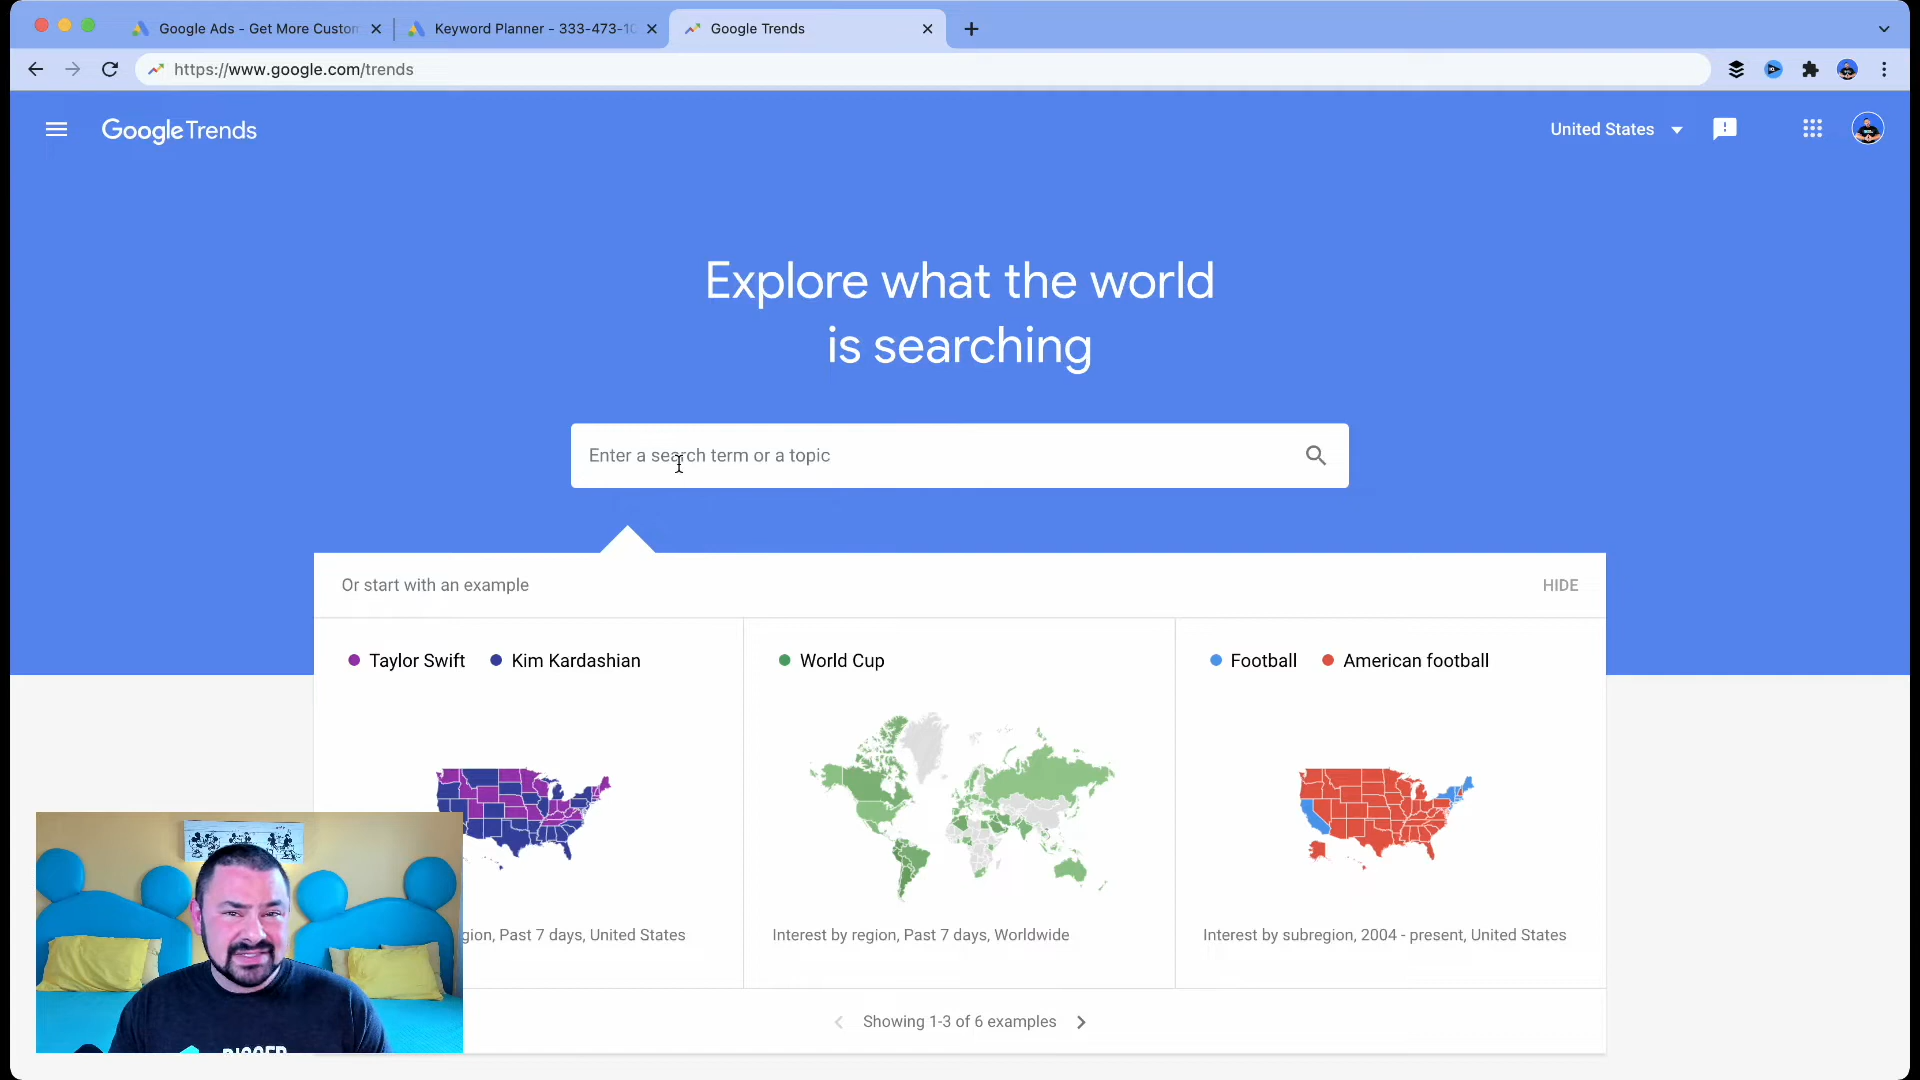 Google Ads - Get More Custom
Keyword Planner - 333-473-10
Google Trends
https://www.google.com/trends
Google Trends
United States
Explore what the world
is searching
Enter a search term or a topic
Or start with an example
HIDE
Taylor Swift
Kim Kardashian
World Cup
Football
American football
gion, Past 7 days, United States
Interest by region, Past 7 days, Worldwide
Interest by subregion, 2004 - present, United States
Showing 1-3 of 6 examples